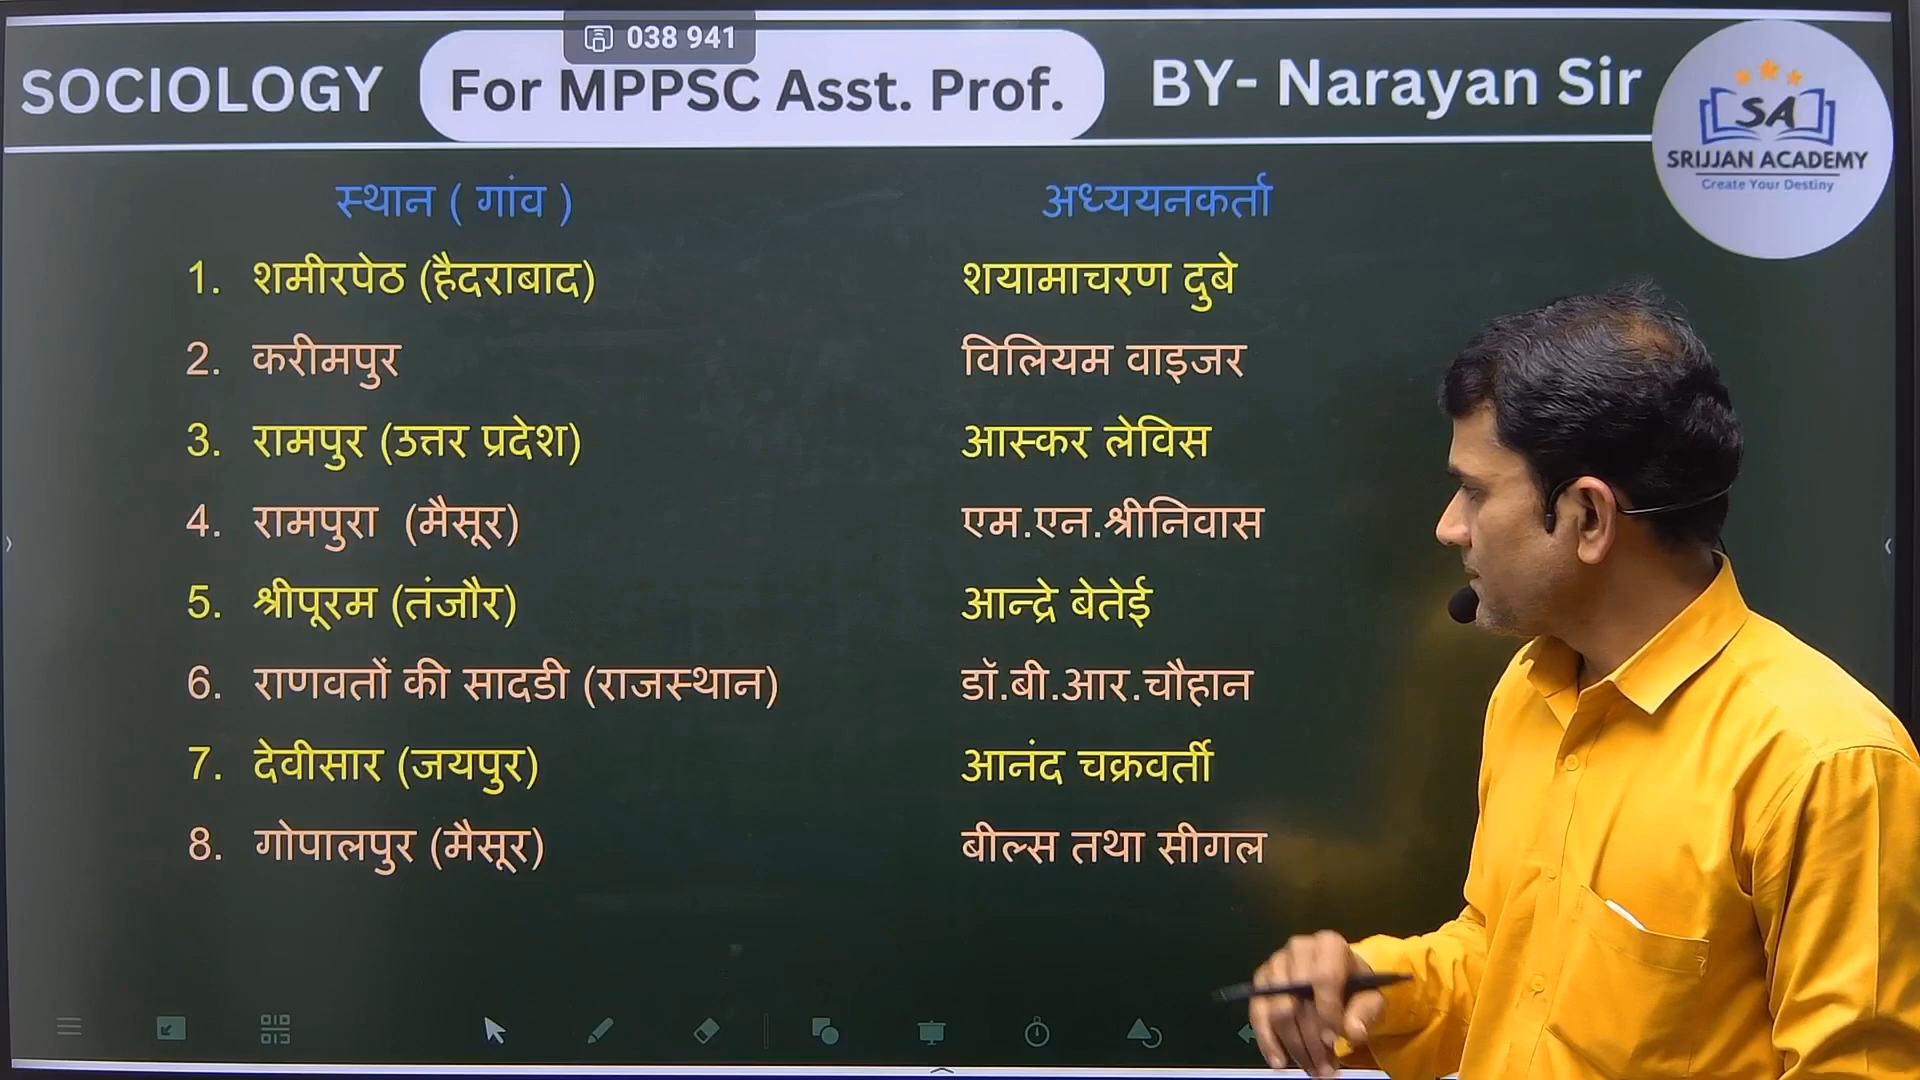 038 941
SOCIOLOGY For MPPSC Asst. Prof. BY- Narayan Sir
SA
SRIJJAN ACADEMY
Create Your Destiny
स्थान ( गांव ) अध्ययनकर्ता
1. शमीरपेठ (हैदराबाद) शयामाचरण दुबे
2. करीमपुर विलियम वाइजर
3. रामपुर (उत्तर प्रदेश) आस्कर लेविस
4. रामपुरा (मैसूर) एम.एन.श्रीनिवास
5. श्रीपूरम (तंजौर) आन्द्रे बेतेई
6. राणवतों की सादडी (राजस्थान) डॉ.बी.आर.चौहान
7. देवीसार (जयपुर) आनंद चक्रवर्ती
8. गोपालपुर (मैसूर) बील्स तथा सीगल